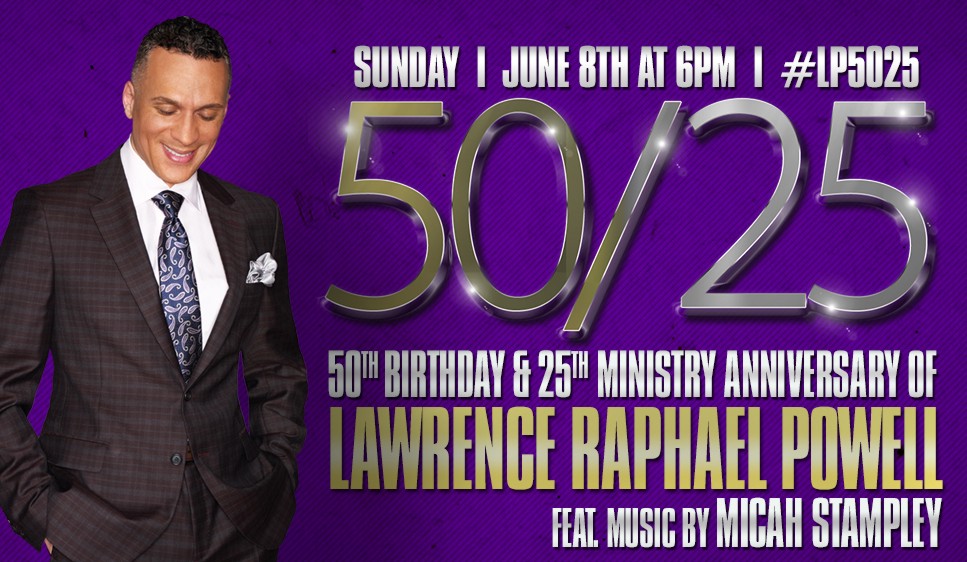 SUNDAY | JUNE 8TH AT 6PM | #LP5025
50/25
50TH BIRTHDAY & 25TH MINISTRY ANNIVERSARY OF
LAWRENCE RAPHAEL POWELL
FEAT. MUSIC BY MICAH STAMPLEY